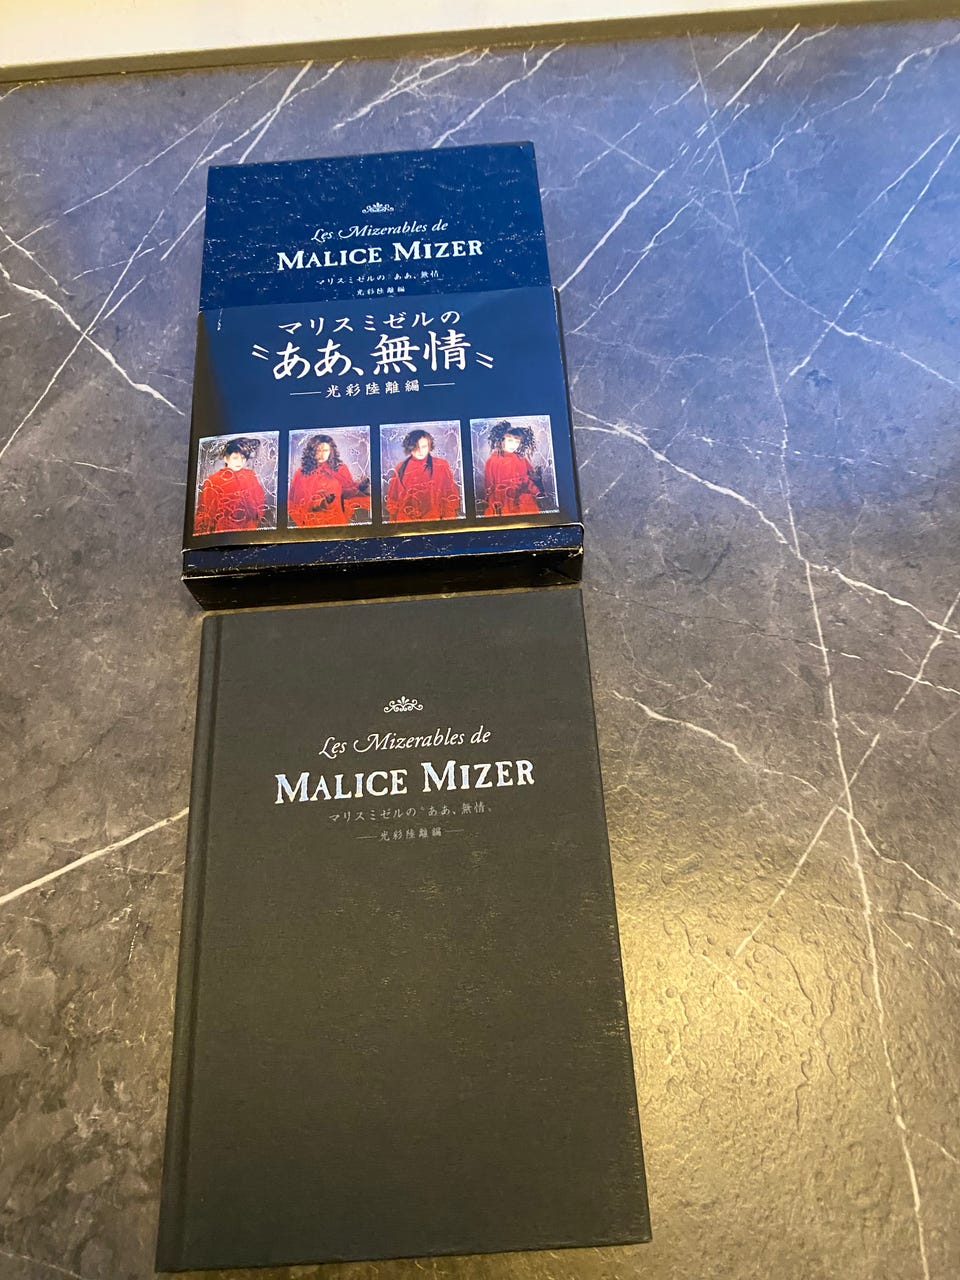 Les Mizerables de
MALICE MIZER
マリスミゼルの〝ああ、無情〟
光彩陸離編
マリスミゼルの
〝ああ、無情〟
光彩陸離編
Les Mizerables de
MALICE MIZER
マリスミゼルの〝ああ、無情〟
光彩陸離編